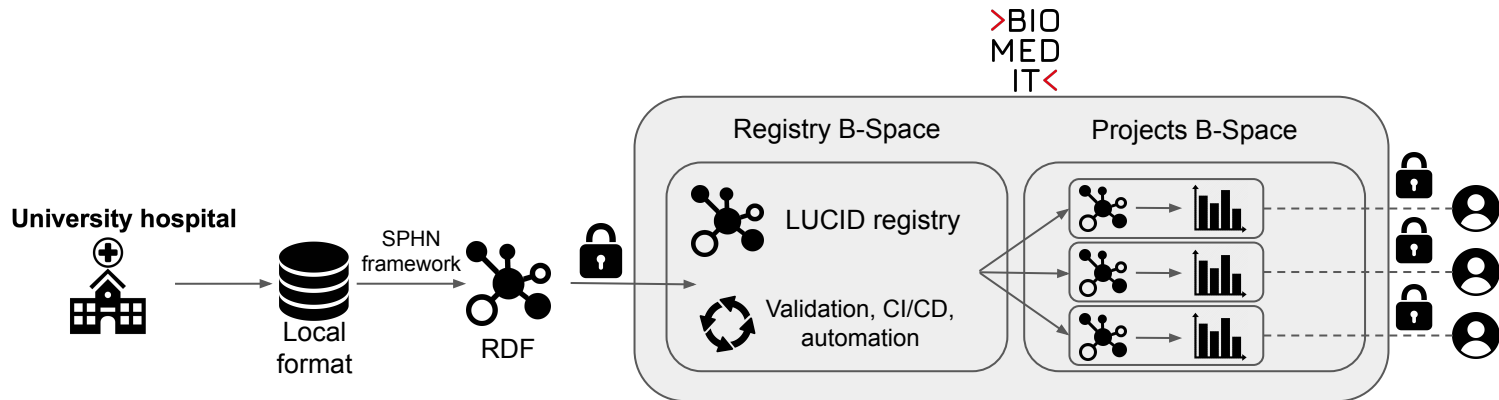 >BIO
MED
IT<
Registry B-Space
Projects B-Space
University hospital
SPHN
framework
LUCID registry
Validation, CI/CD,
automation
Local
format
RDF